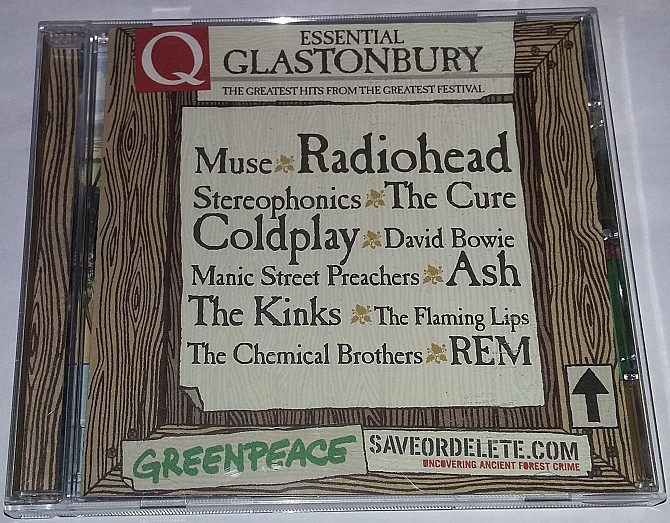 Q
ESSENTIAL
GLASTONBURY
THE GREATEST HITS FROM THE GREATEST FESTIVAL
Muse Radiohead
Stereophonics The Cure
Coldplay David Bowie
Manic Street Preachers Ash
The Kinks The Flaming Lips
The Chemical Brothers REM
GREENPEACE
SAVEORDELETE.COM
UNCOVERING ANCIENT FOREST CRIME